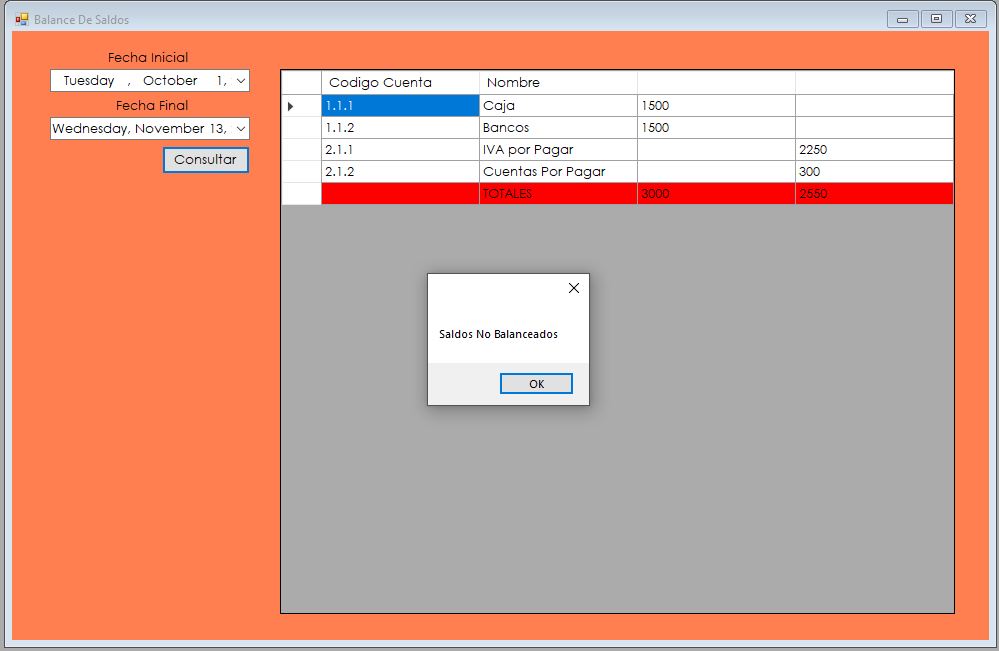 Balance De Saldos
Fecha Inicial
Tuesday , October 1,
Fecha Final
Wednesday, November 13,
Consultar
Codigo Cuenta Nombre
1.1.1 Caja 1500
1.1.2 Bancos 1500
2.1.1 IVA por Pagar 2250
2.1.2 Cuentas Por Pagar 300
TOTALES 3000 2550
Saldos No Balanceados
OK